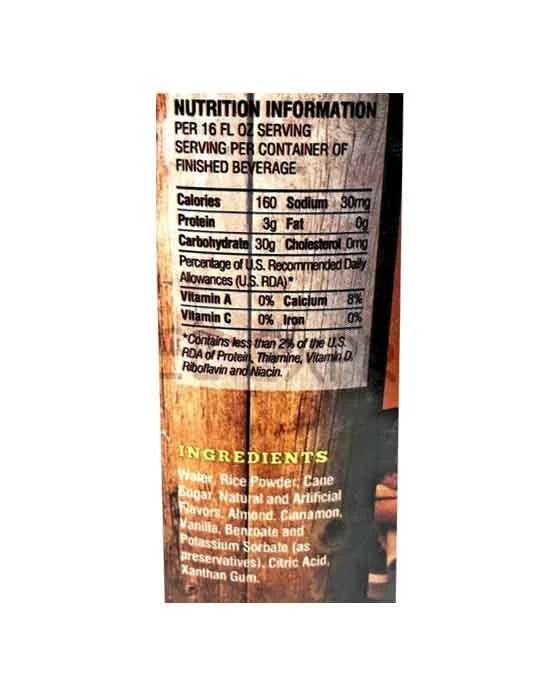 NUTRITION INFORMATION
PER 16 FL OZ SERVING
SERVING PER CONTAINER OF
FINISHED BEVERAGE
Calories 160 Sodium 30mg
Protein 3g Fat 0g
Carbohydrate 30g Cholesterol 0mg
Percentage of U.S. Recommended Daily
Allowances (U.S. RDA)*
Vitamin A 0% Calcium 8%
Vitamin C 0% Iron 0%
*Contains less than 2% of the U.S.
RDA of Protein, Thiamine, Vitamin D,
Riboflavin and Niacin.
INGREDIENTS
Water, Rice Powder, Cane
Sugar, Natural and Artificial
Flavors, Almond, Cinnamon,
Vanilla, Benzoate and
Potassium Sorbate (as
preservatives), Citric Acid,
Xanthan Gum.